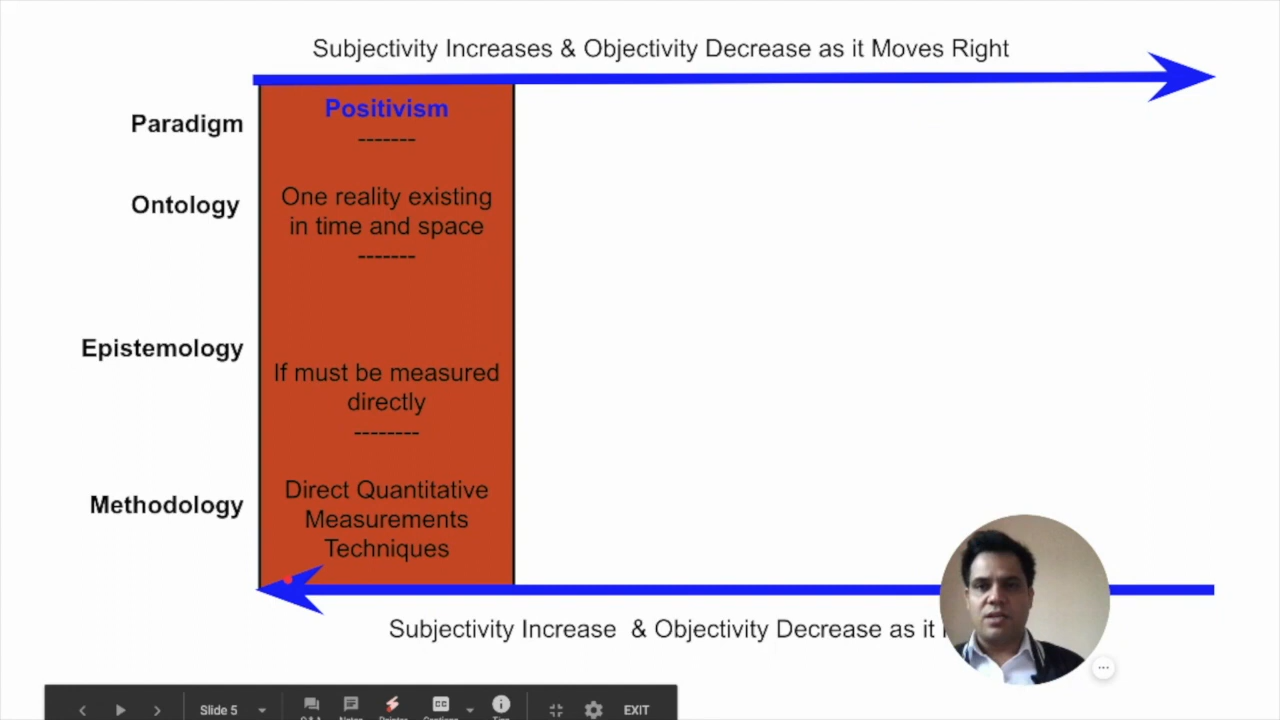 Subjectivity Increases & Objectivity Decrease as it Moves Right
Paradigm
Positivism
-------
Ontology
One reality existing
in time and space
-------
Epistemology
If must be measured
directly
--------
Methodology
Direct Quantitative
Measurements
Techniques
Subjectivity Increase & Objectivity Decrease as it
Slide 5
CC
EXIT